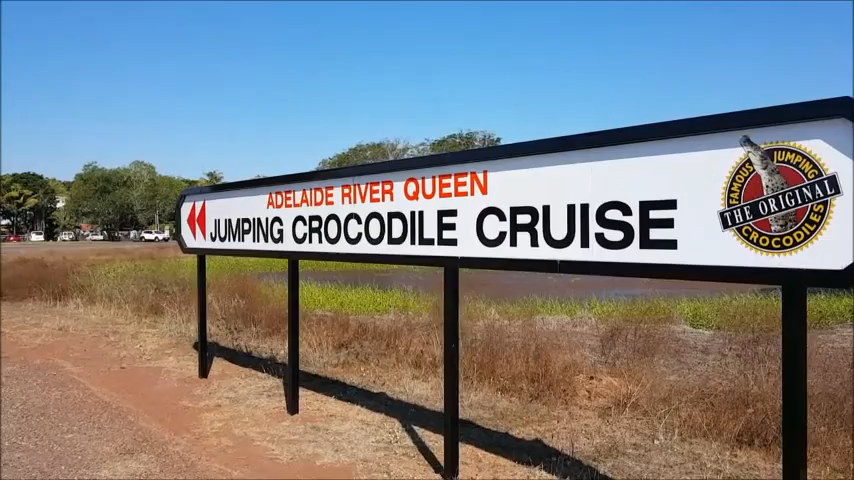 ADELAIDE RIVER QUEEN
JUMPING CROCODILE CRUISE
FAMOUS JUMPING
THE ORIGINAL
CROCODILES